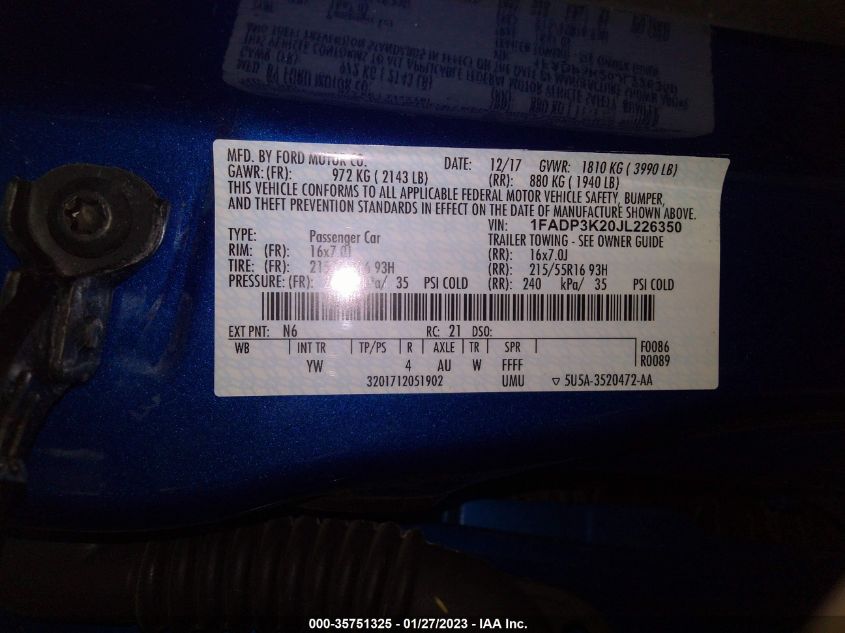 MFD. BY FORD MOTOR CO. DATE: 12/17 GVWR: 1810 KG ( 3990 LB)
GAWR:(FR): 972 KG ( 2143 LB) (RR): 880 KG ( 1940 LB)
THIS VEHICLE CONFORMS TO ALL APPLICABLE FEDERAL MOTOR VEHICLE SAFETY, BUMPER,
AND THEFT PREVENTION STANDARDS IN EFFECT ON THE DATE OF MANUFACTURE SHOWN ABOVE.
VIN: 1FADP3K20JL226350
TYPE: Passenger Car TRAILER TOWING - SEE OWNER GUIDE
RIM: (FR): 16x7.0J (RR): 16x7.0J
TIRE: (FR): 215/55R16 93H (RR): 215/55R16 93H
PRESSURE: (FR): kPa/ 35 PSI COLD (RR): 240 kPa/ 35 PSI COLD
EXT PNT: N6 RC: 21 DSO:
WB INT TR TP/PS R AXLE TR SPR F0086
YW 4 AU W FFFF R0089
3201712051902 UMU ▽ 5U5A-3520472-AA
000-35751325 - 01/27/2023 - IAA Inc.